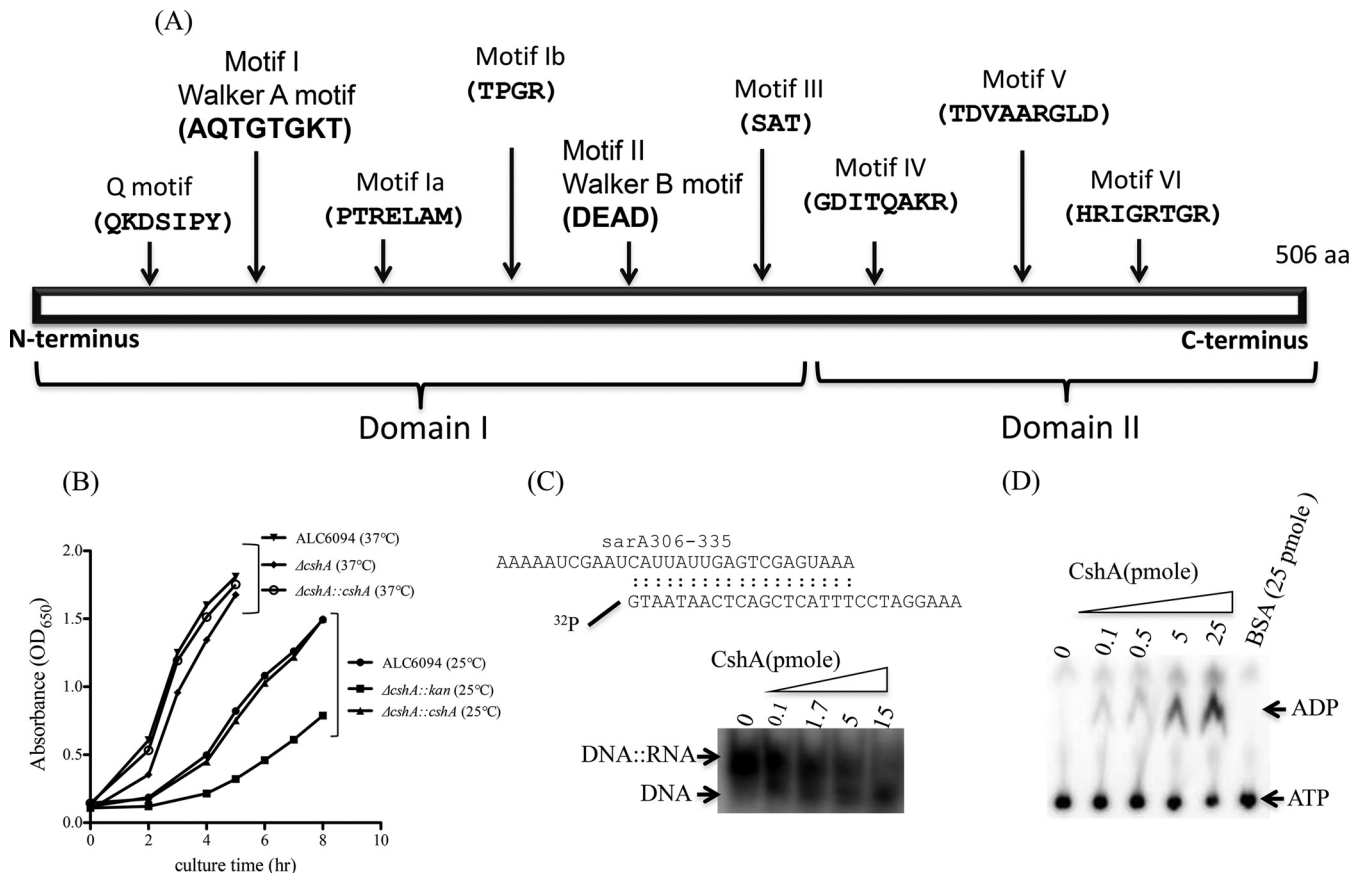 (A)
Motif I
Walker A motif
(AQTGTGKT)
Motif Ib
(TPGR)
Motif III
(SAT)
Motif V
(TDVAARGLD)
Q motif
(QKDSIPY)
Motif Ia
(PTRELAM)
Motif II
Walker B motif
(DEAD)
Motif IV
(GDITQAKR)
Motif VI
(HRIGRTGR)
506 aa
N-terminus
C-terminus
Domain I
Domain II
(B)
Absorbance (OD650)
2.0
1.5
1.0
0.5
0.0
0 2 4 6 8 10
culture time (hr)
ALC6094 (37°C)
ΔcshA (37°C)
ΔcshA::cshA (37°C)
ALC6094 (25°C)
ΔcshA::kan (25°C)
ΔcshA::cshA (25°C)
(C)
sarA306-335
AAAAAUCGAAUCAUUAUUGAGTCGAGUAAA
::::::::::::::::::
GTAATAACTCAGCTCATTTCCTAGGAAA
32P
CshA(pmole)
0 0.1 1.7 5 15
DNA::RNA
DNA
(D)
CshA(pmole)
0 0.1 0.5 5 25 BSA (25 pmole )
ADP
ATP